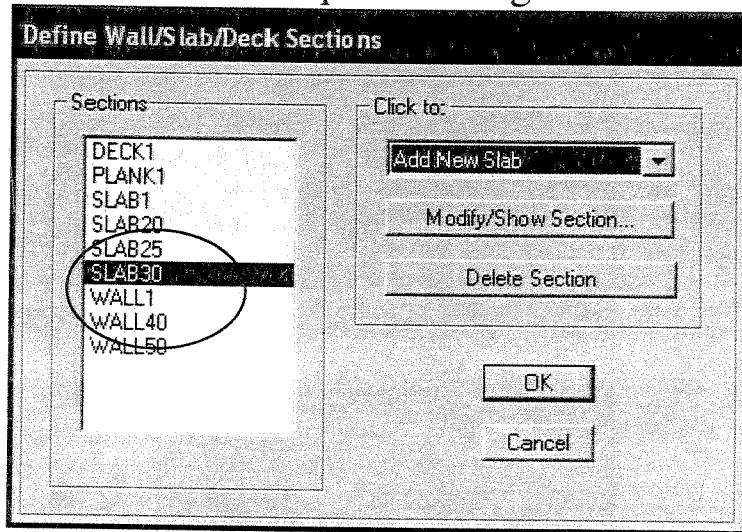 Define Wall/Slab/Deck Sections
Sections
DECK1
PLANK1
SLAB1
SLAB20
SLAB25
SLAB30
WALL1
WALL40
WALL50
Click to:
Add New Slab
Modify/Show Section...
Delete Section
OK
Cancel